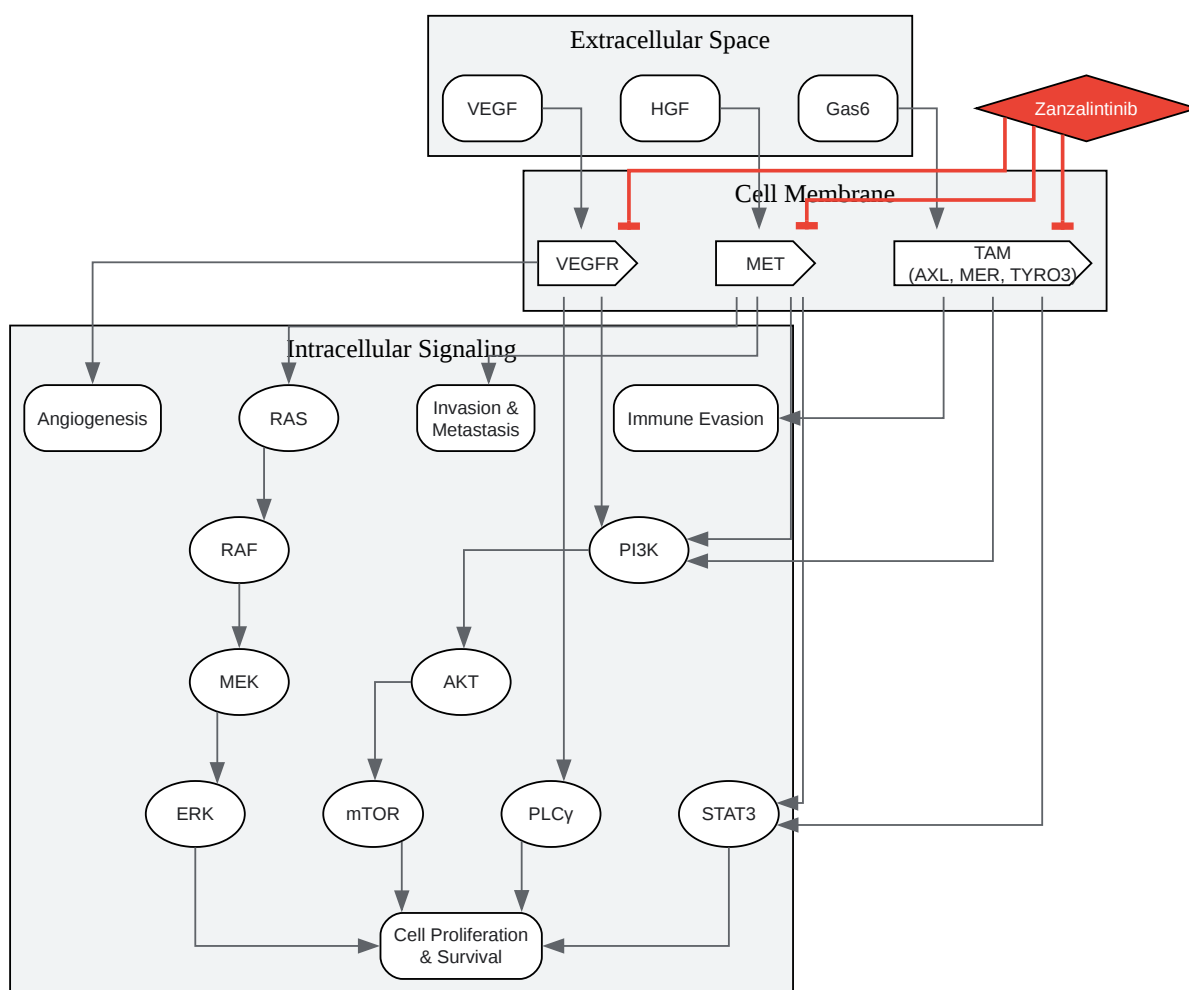 Extracellular Space
VEGF
HGF
Gas6
Zanzalintinib
Cell Membrane
VEGFR
MET
TAM
(AXL, MER, TYRO3)
Intracellular Signaling
Angiogenesis
RAS
Invasion &
Metastasis
Immune Evasion
RAF
PI3K
MEK
AKT
ERK
mTOR
PLCγ
STAT3
Cell Proliferation
& Survival